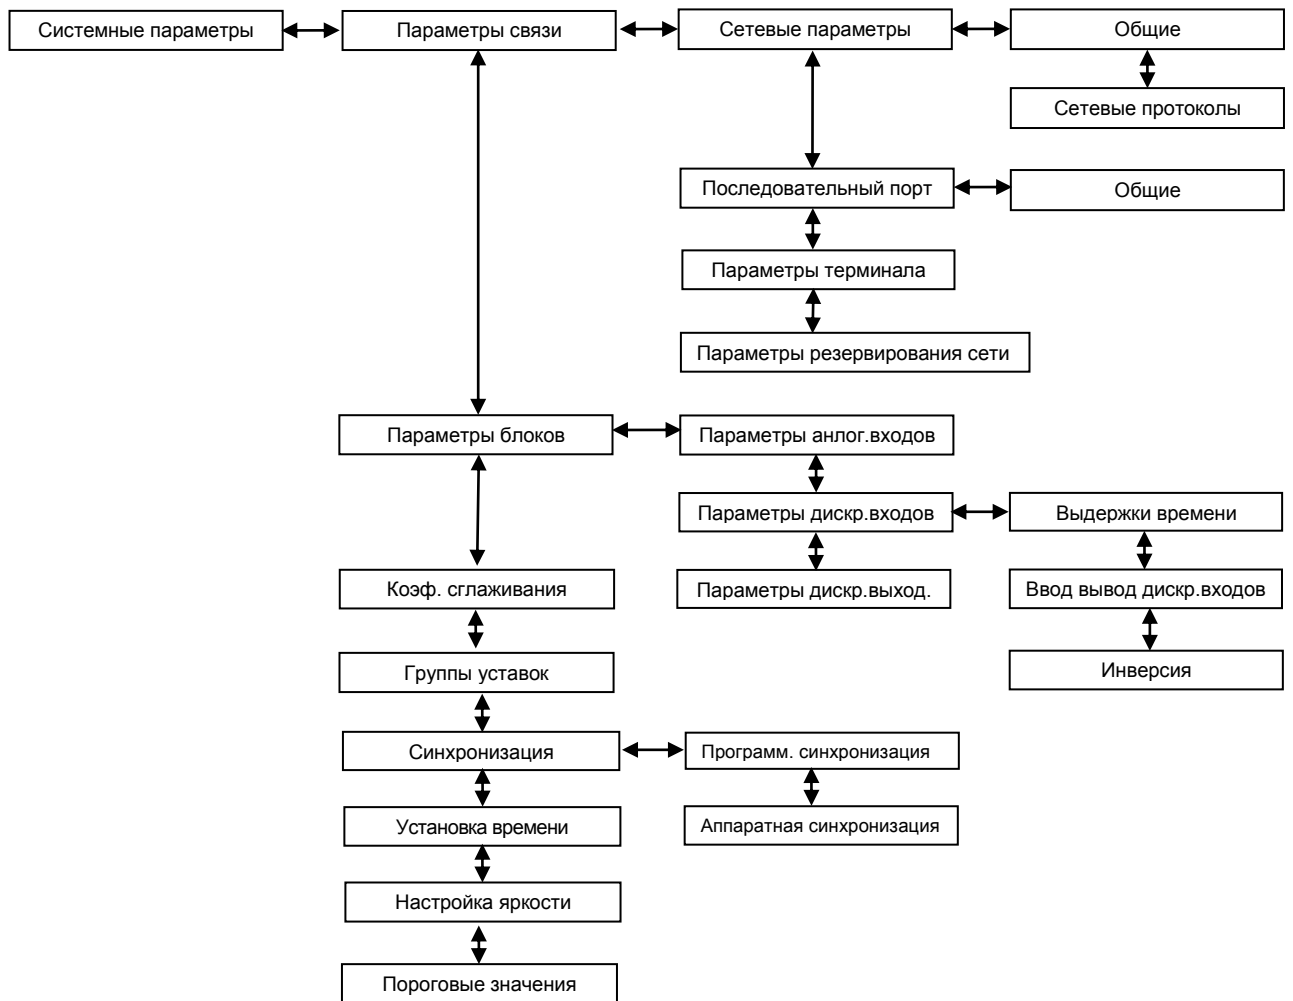 Системные параметры
Параметры связи
Сетевые параметры
Общие
Сетевые протоколы
Последовательный порт
Общие
Параметры терминала
Параметры резервирования сети
Параметры блоков
Параметры анлог.входов
Параметры дискр.входов
Выдержки времени
Коэф. сглаживания
Параметры дискр.выход.
Ввод вывод дискр.входов
Группы уставок
Инверсия
Синхронизация
Программ. синхронизация
Установка времени
Аппаратная синхронизация
Настройка яркости
Пороговые значения